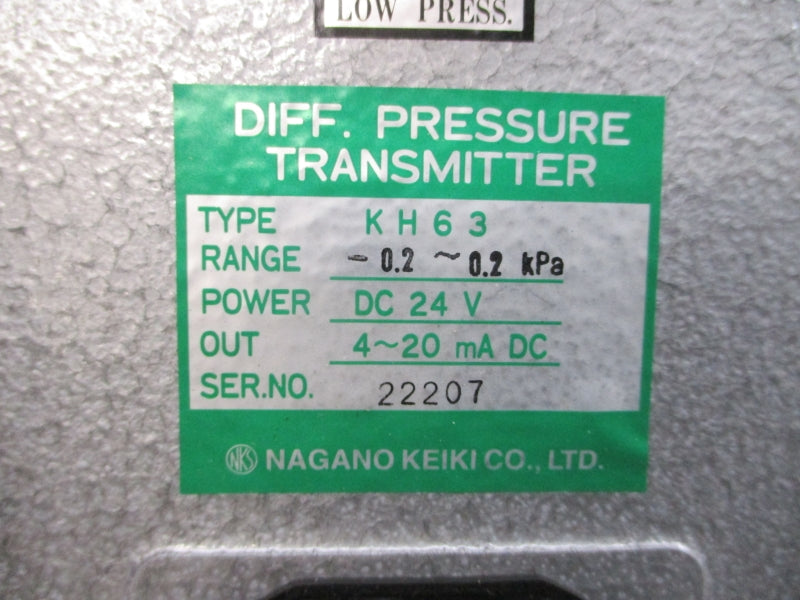 LOW PRESS.
DIFF. PRESSURE
TRANSMITTER
TYPE KH63
RANGE - 0.2 ~ 0.2 kPa
POWER DC 24 V
OUT 4~20 mA DC
SER.NO. 22207
NKS NAGANO KEIKI CO., LTD.